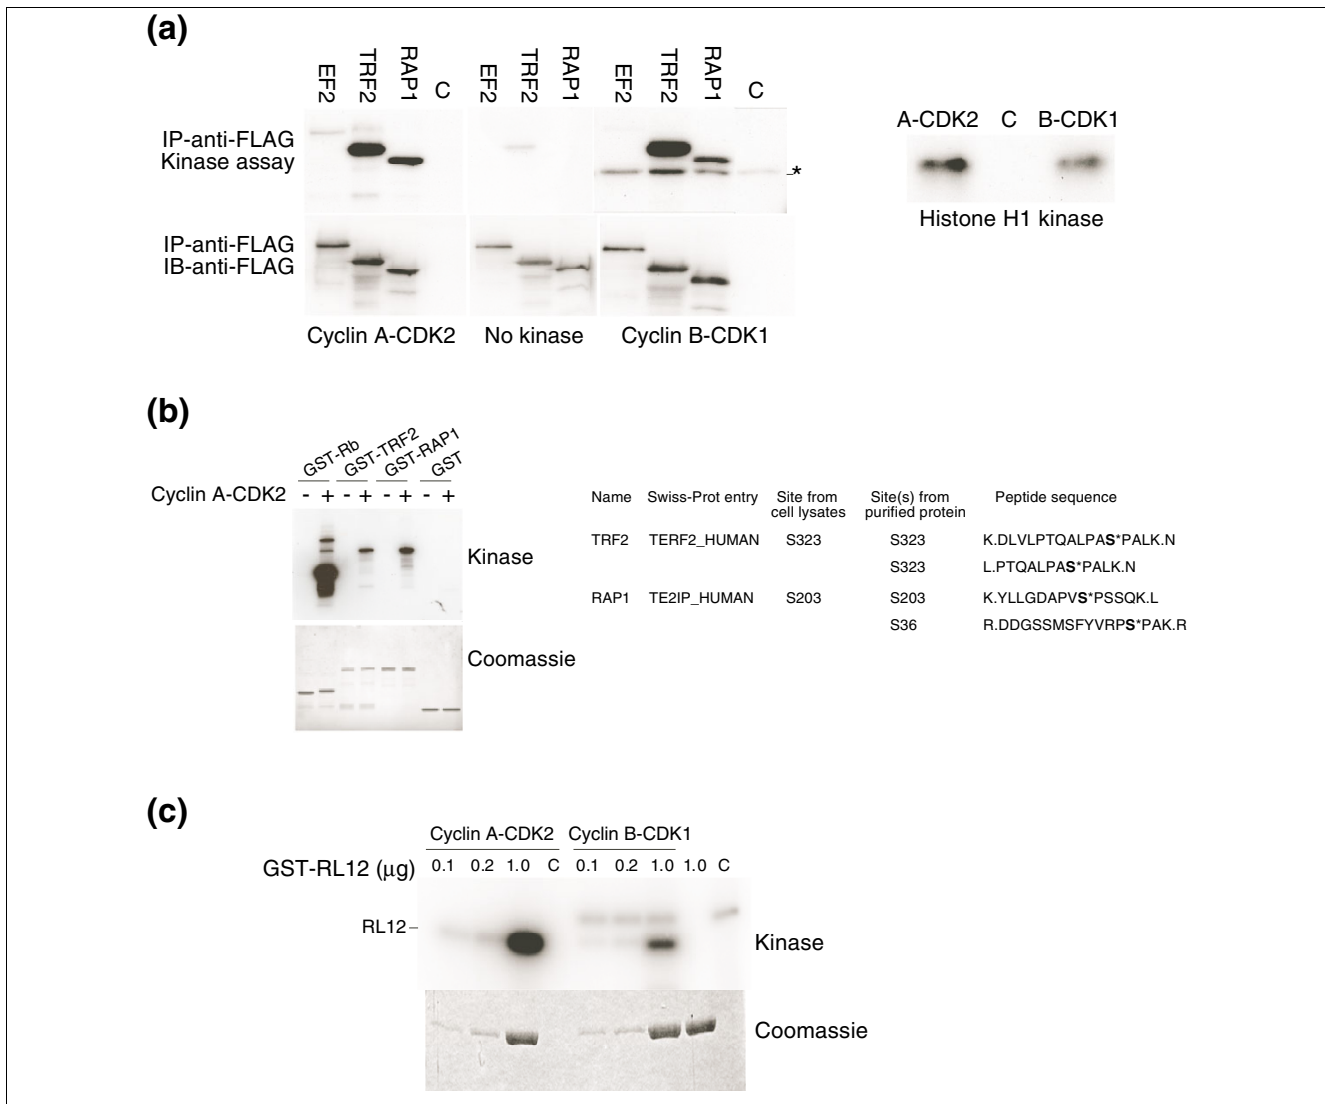 (a)
EF2 TRF2 RAP1 C EF2 TRF2 RAP1 EF2 TRF2 RAP1 C
A-CDK2 C B-CDK1
IP-anti-FLAG
Kinase assay
*
Histone H1 kinase
IP-anti-FLAG
IB-anti-FLAG
Cyclin A-CDK2 No kinase Cyclin B-CDK1
(b)
GST-Rb GST-TRF2 GST-RAP1 GST
Cyclin A-CDK2 - + - + - + - +
Kinase
Coomassie
Name Swiss-Prot entry Site from cell lysates Site(s) from purified protein Peptide sequence
TRF2 TERF2_HUMAN S323 S323 K.DLVLPTQALPAS*PALK.N
S323 L.PTQALPAS*PALK.N
RAP1 TE2IP_HUMAN S203 S203 K.YLLGDAPVS*PSSQK.L
S36 R.DDGSSMSFYVRPS*PAK.R
(c)
Cyclin A-CDK2 Cyclin B-CDK1
GST-RL12 (μg) 0.1 0.2 1.0 C 0.1 0.2 1.0 1.0 C
RL12
Kinase
Coomassie